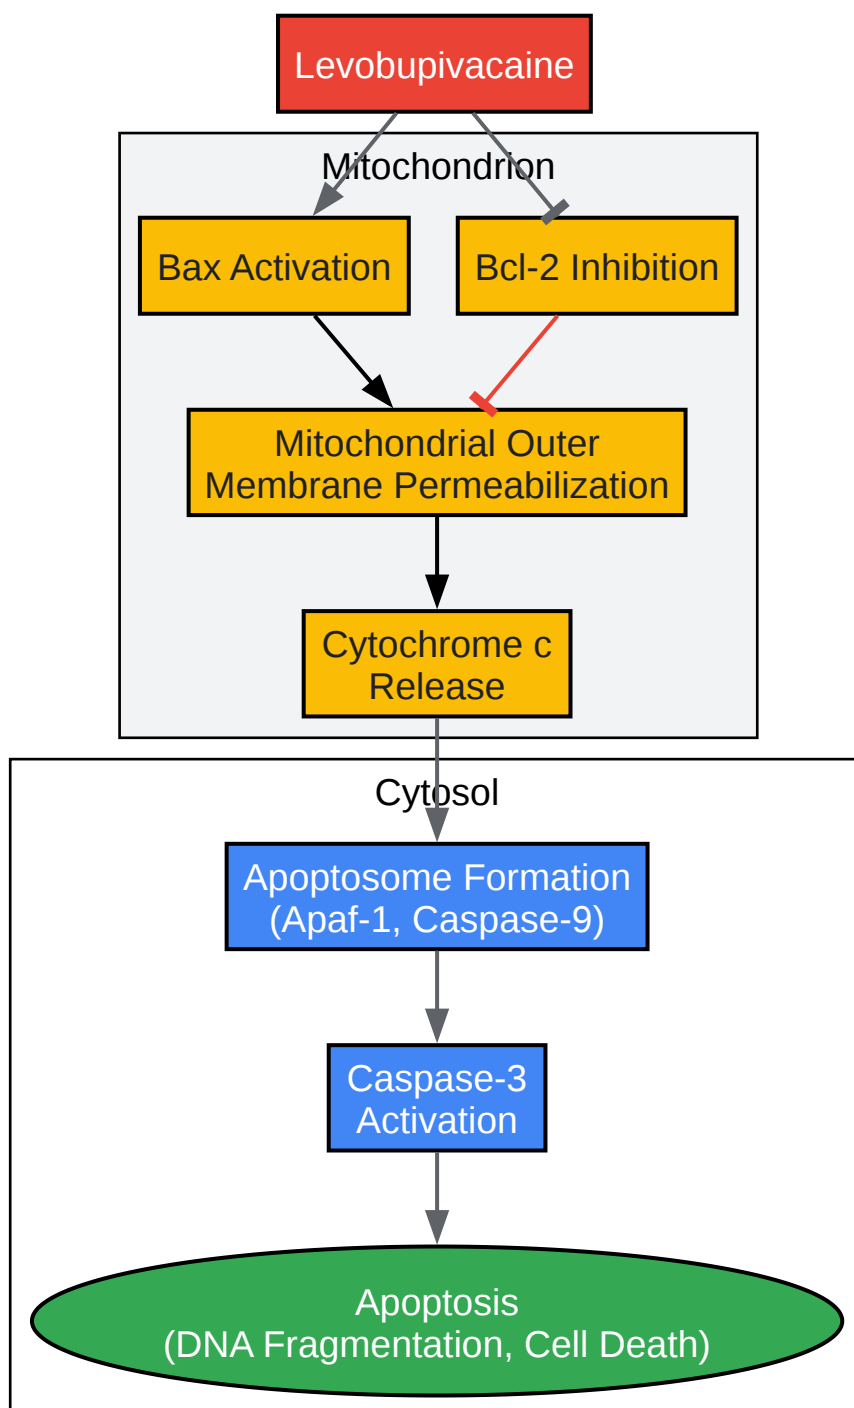 Levobupivacaine
Mitochondrion
Bax Activation
Bcl-2 Inhibition
Mitochondrial Outer
Membrane Permeabilization
Cytochrome c
Release
Cytosol
Apoptosome Formation
(Apaf-1, Caspase-9)
Caspase-3
Activation
Apoptosis
(DNA Fragmentation, Cell Death)